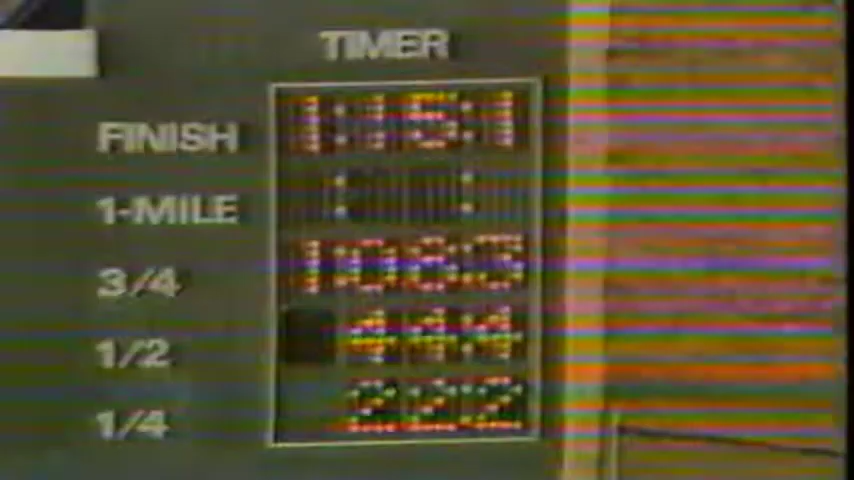 TIMER
FINISH 1:15:1
1-MILE : :
3/4 1:08:3
1/2 44:4
1/4 22:2